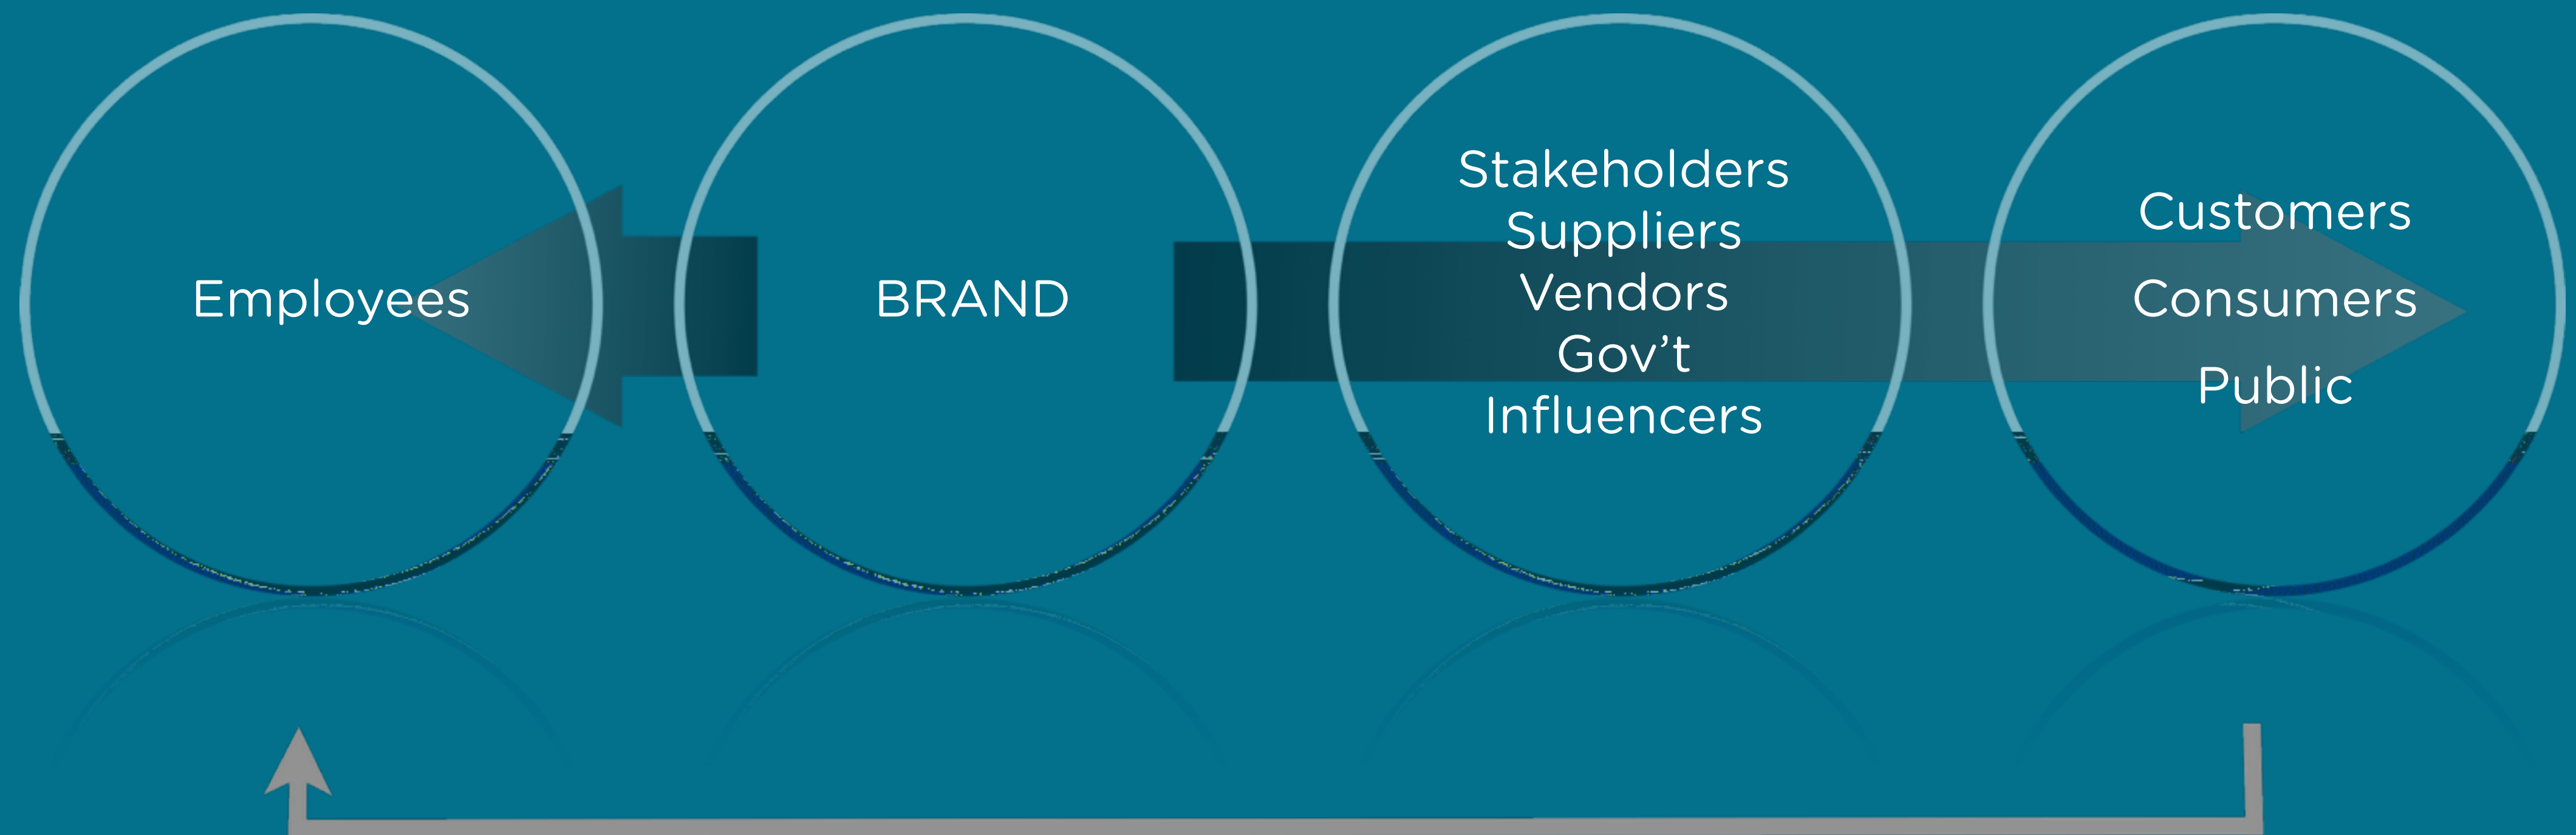 Employees
BRAND
Stakeholders
Suppliers
Vendors
Gov’t
Influencers
Customers
Consumers
Public